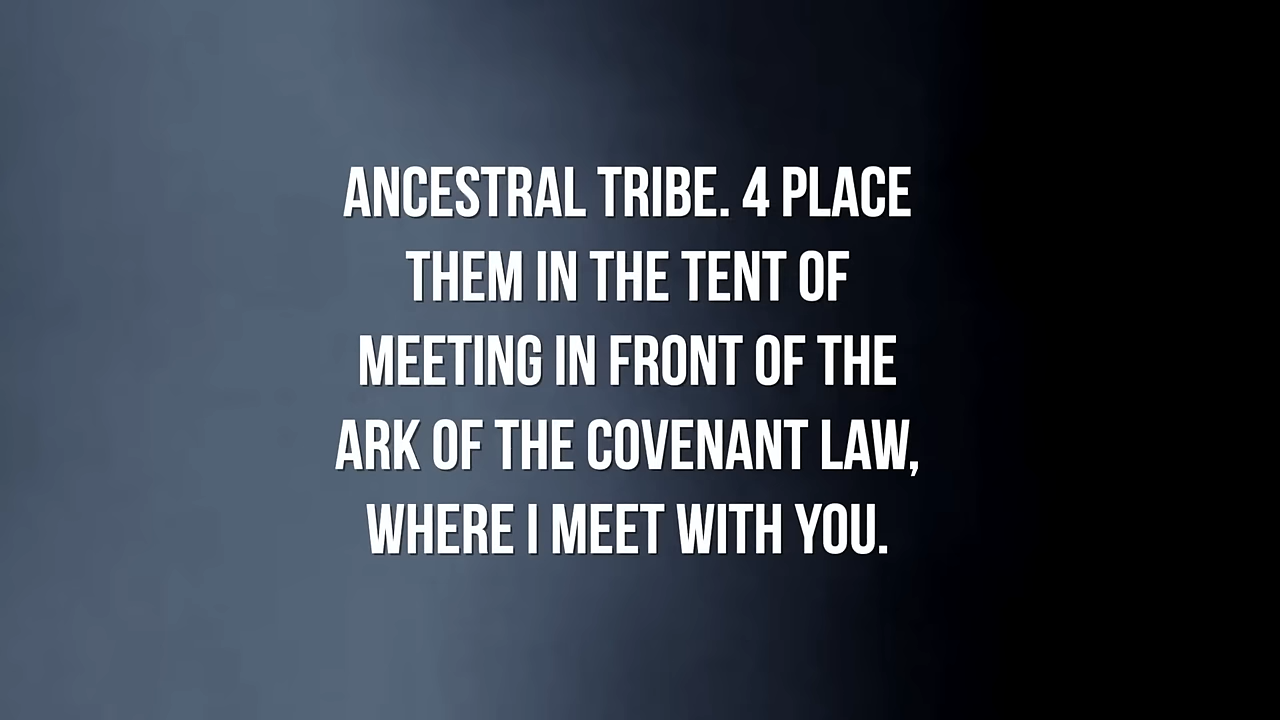 ANCESTRAL TRIBE. 4 PLACE
THEM IN THE TENT OF
MEETING IN FRONT OF THE
ARK OF THE COVENANT LAW,
WHERE I MEET WITH YOU.